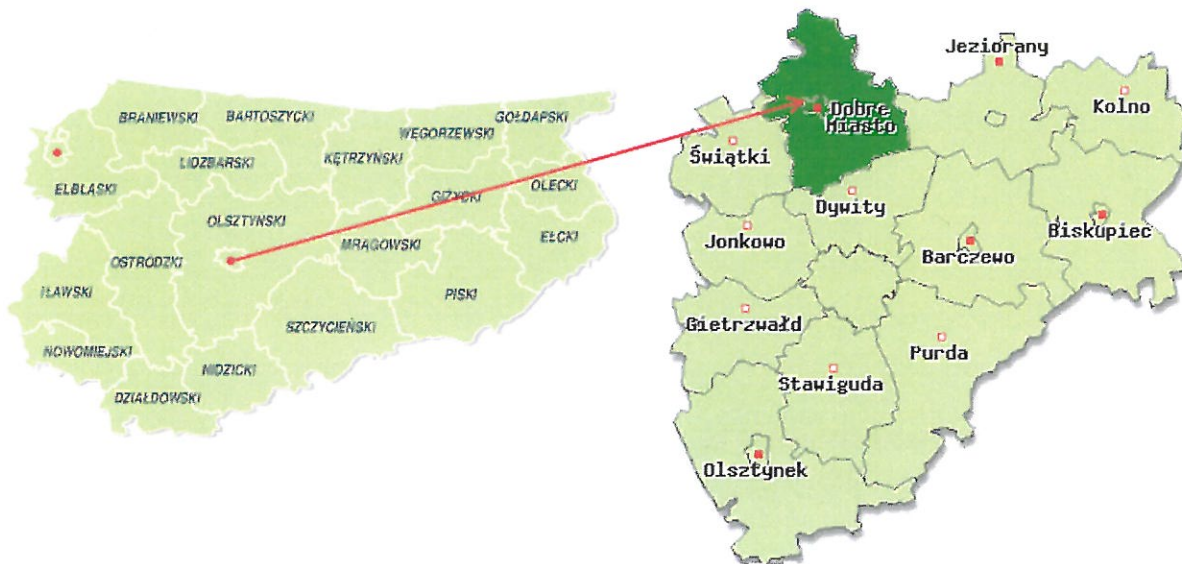 BRANIEWSKI
BARTOSZYCKI
GOŁDAPSKI
WĘGORZEWSKI
KĘTRZYŃSKI
LIDZBARSKI
ELBLĄSKI
GIŻYCKI
OLECKI
OLSZTYŃSKI
EŁCKI
MRĄGOWSKI
OSTRODZKI
IŁAWSKI
PISKI
SZCZYCIEŃSKI
NOWOMIEJSKI
NIDZICKI
DZIAŁDOWSKI
Jeziorany
Kolno
Dobre
Miasto
Świątki
Dywity
Biskupiec
Jonkowo
Barczewo
Gietrzwałd
Purda
Stawiguda
Olsztynek